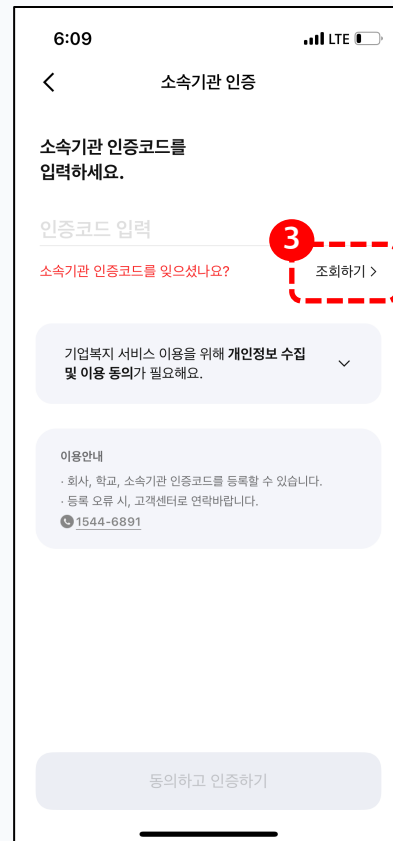 6:09
LTE
소속기관 인증
소속기관 인증코드를
입력하세요.
인증코드 입력
3
소속기관 인증코드를 잊으셨나요?
조회하기 >
기업복지 서비스 이용을 위해 개인정보 수집
및 이용 동의가 필요해요.
이용안내
· 회사, 학교, 소속기관 인증코드를 등록할 수 있습니다.
· 등록 오류 시, 고객센터로 연락바랍니다.
1544-6891
동의하고 인증하기